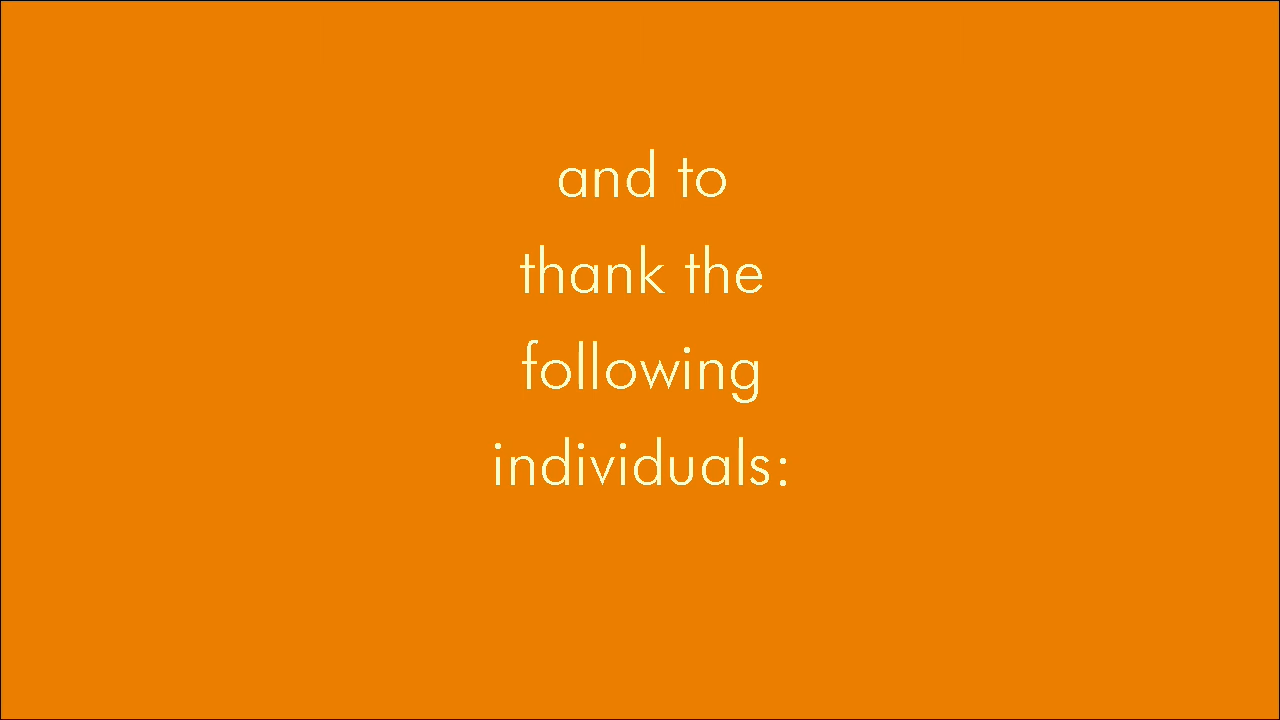 and to
thank the
following
individuals: